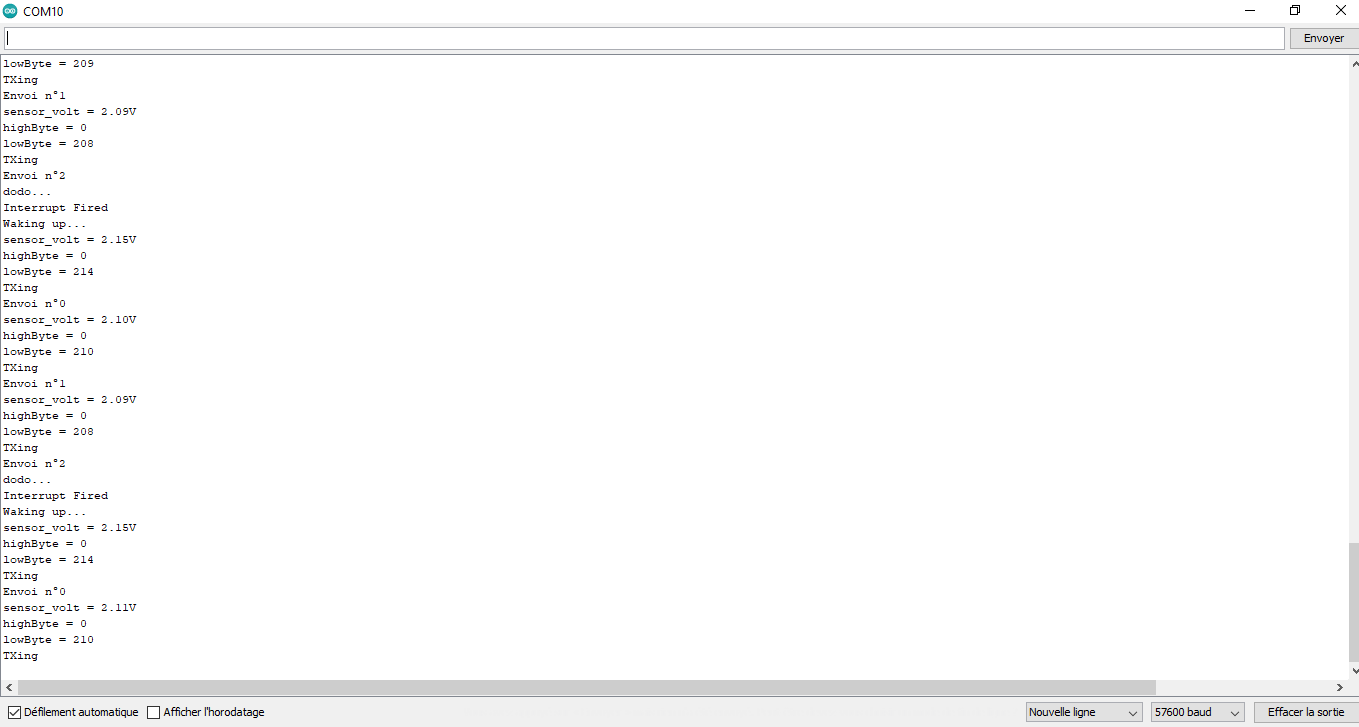 COM10
Envoyer
lowByte = 209
TXing
Envoi n°1
sensor_volt = 2.09V
highByte = 0
lowByte = 208
TXing
Envoi n°2
dodo...
Interrupt Fired
Waking up...
sensor_volt = 2.15V
highByte = 0
lowByte = 214
TXing
Envoi n°0
sensor_volt = 2.10V
highByte = 0
lowByte = 210
TXing
Envoi n°1
sensor_volt = 2.09V
highByte = 0
lowByte = 208
TXing
Envoi n°2
dodo...
Interrupt Fired
Waking up...
sensor_volt = 2.15V
highByte = 0
lowByte = 214
TXing
Envoi n°0
sensor_volt = 2.11V
highByte = 0
lowByte = 210
TXing
Défilement automatique Afficher l'horodatage Nouvelle ligne 57600 baud Effacer la sortie